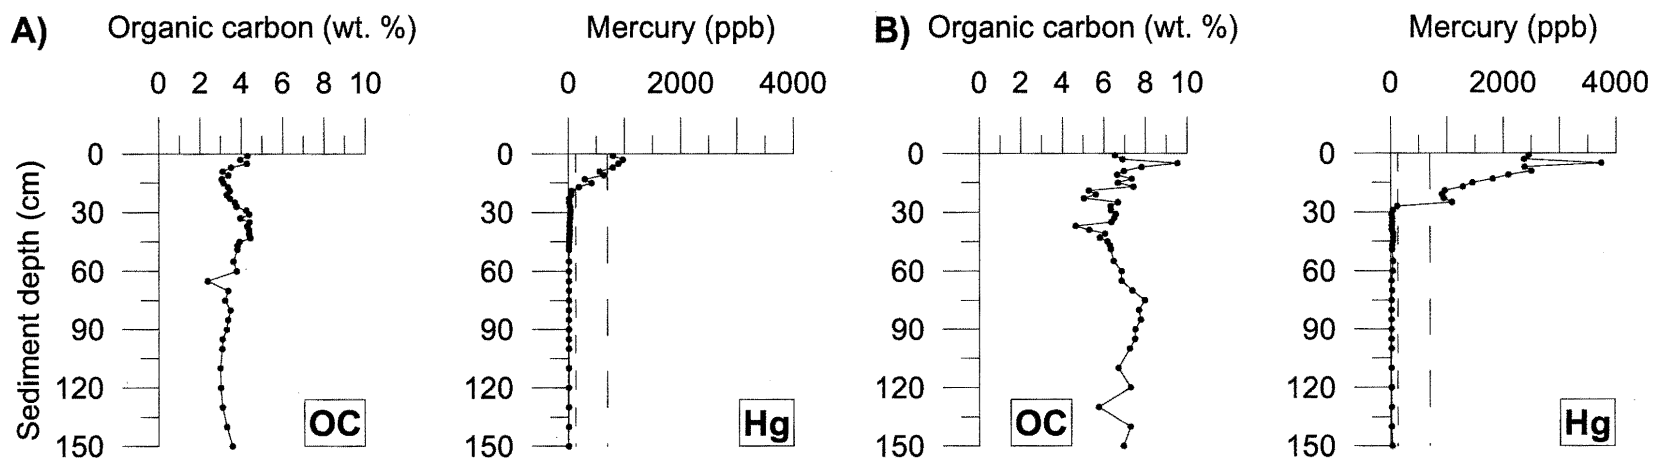 A) Organic carbon (wt. %) Mercury (ppb) B) Organic carbon (wt. %) Mercury (ppb)
0 2 4 6 8 10 0 2000 4000 0 2 4 6 8 10 0 2000 4000
Sediment depth (cm)
0 0 0 0
30 30 30 30
60 60 60 60
90 90 90 90
120 120 120 120
150 150 150 150
OC Hg OC Hg